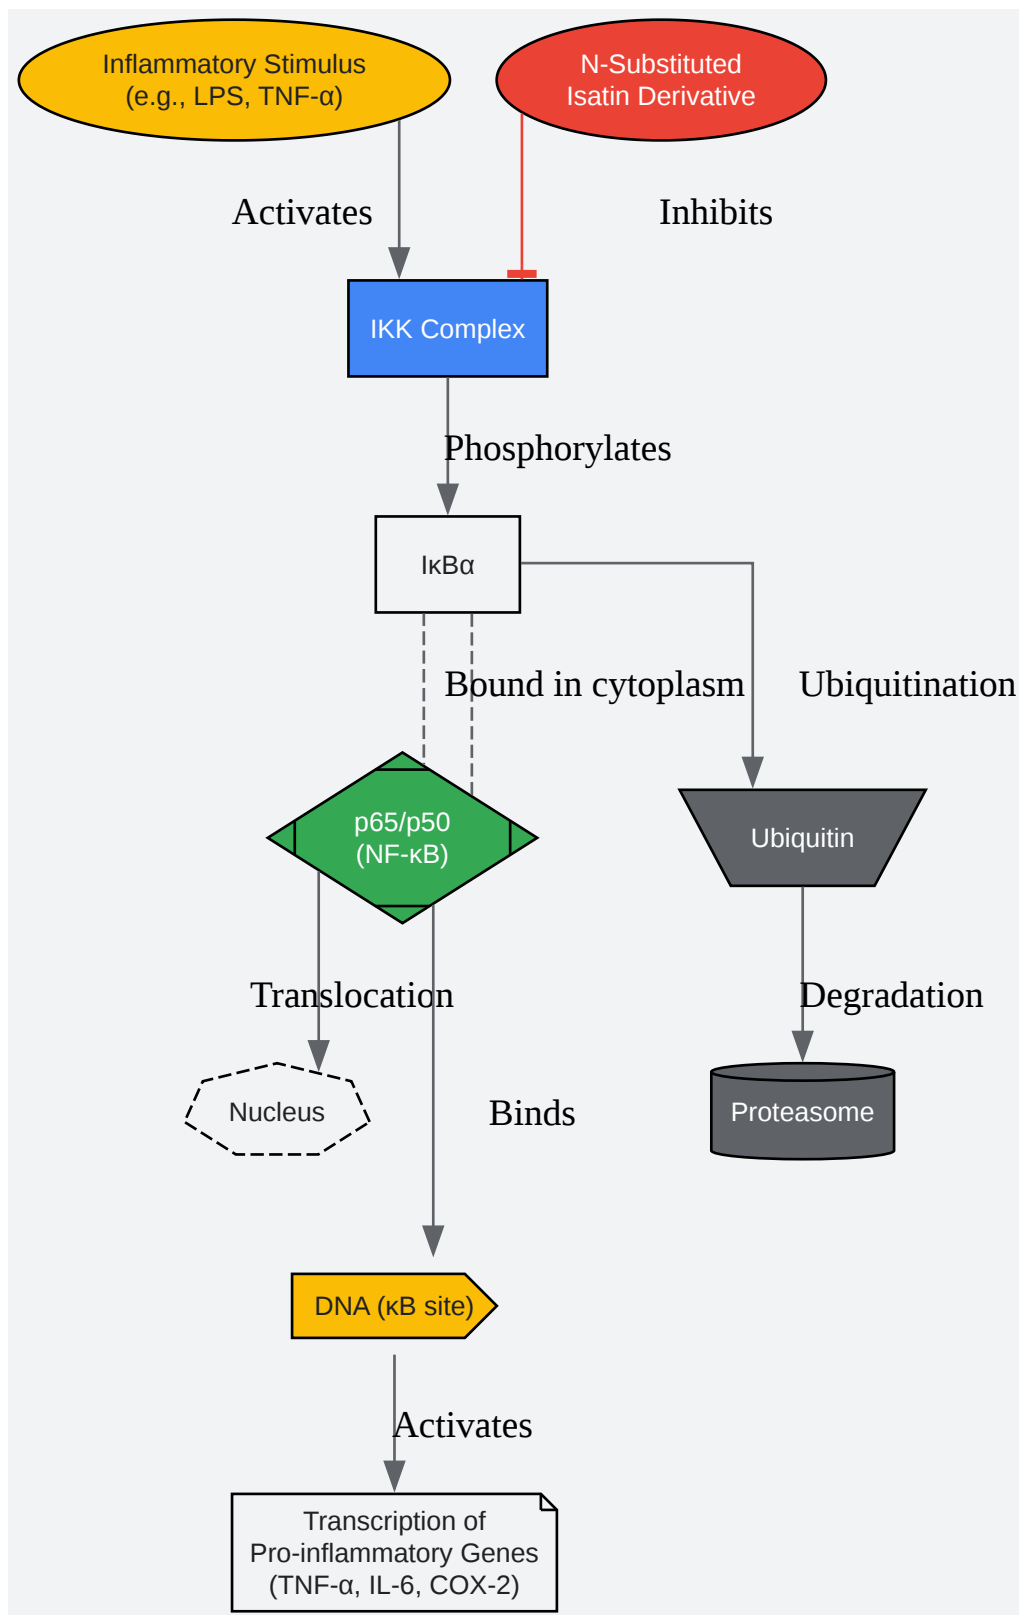 Inflammatory Stimulus
(e.g., LPS, TNF-α)
N-Substituted
Isatin Derivative
Activates
Inhibits
IKK Complex
Phosphorylates
IκBα
Bound in cytoplasm
Ubiquitination
p65/p50
(NF-κB)
Ubiquitin
Translocation
Degradation
Nucleus
Binds
Proteasome
DNA (κB site)
Activates
Transcription of
Pro-inflammatory Genes
(TNF-α, IL-6, COX-2)